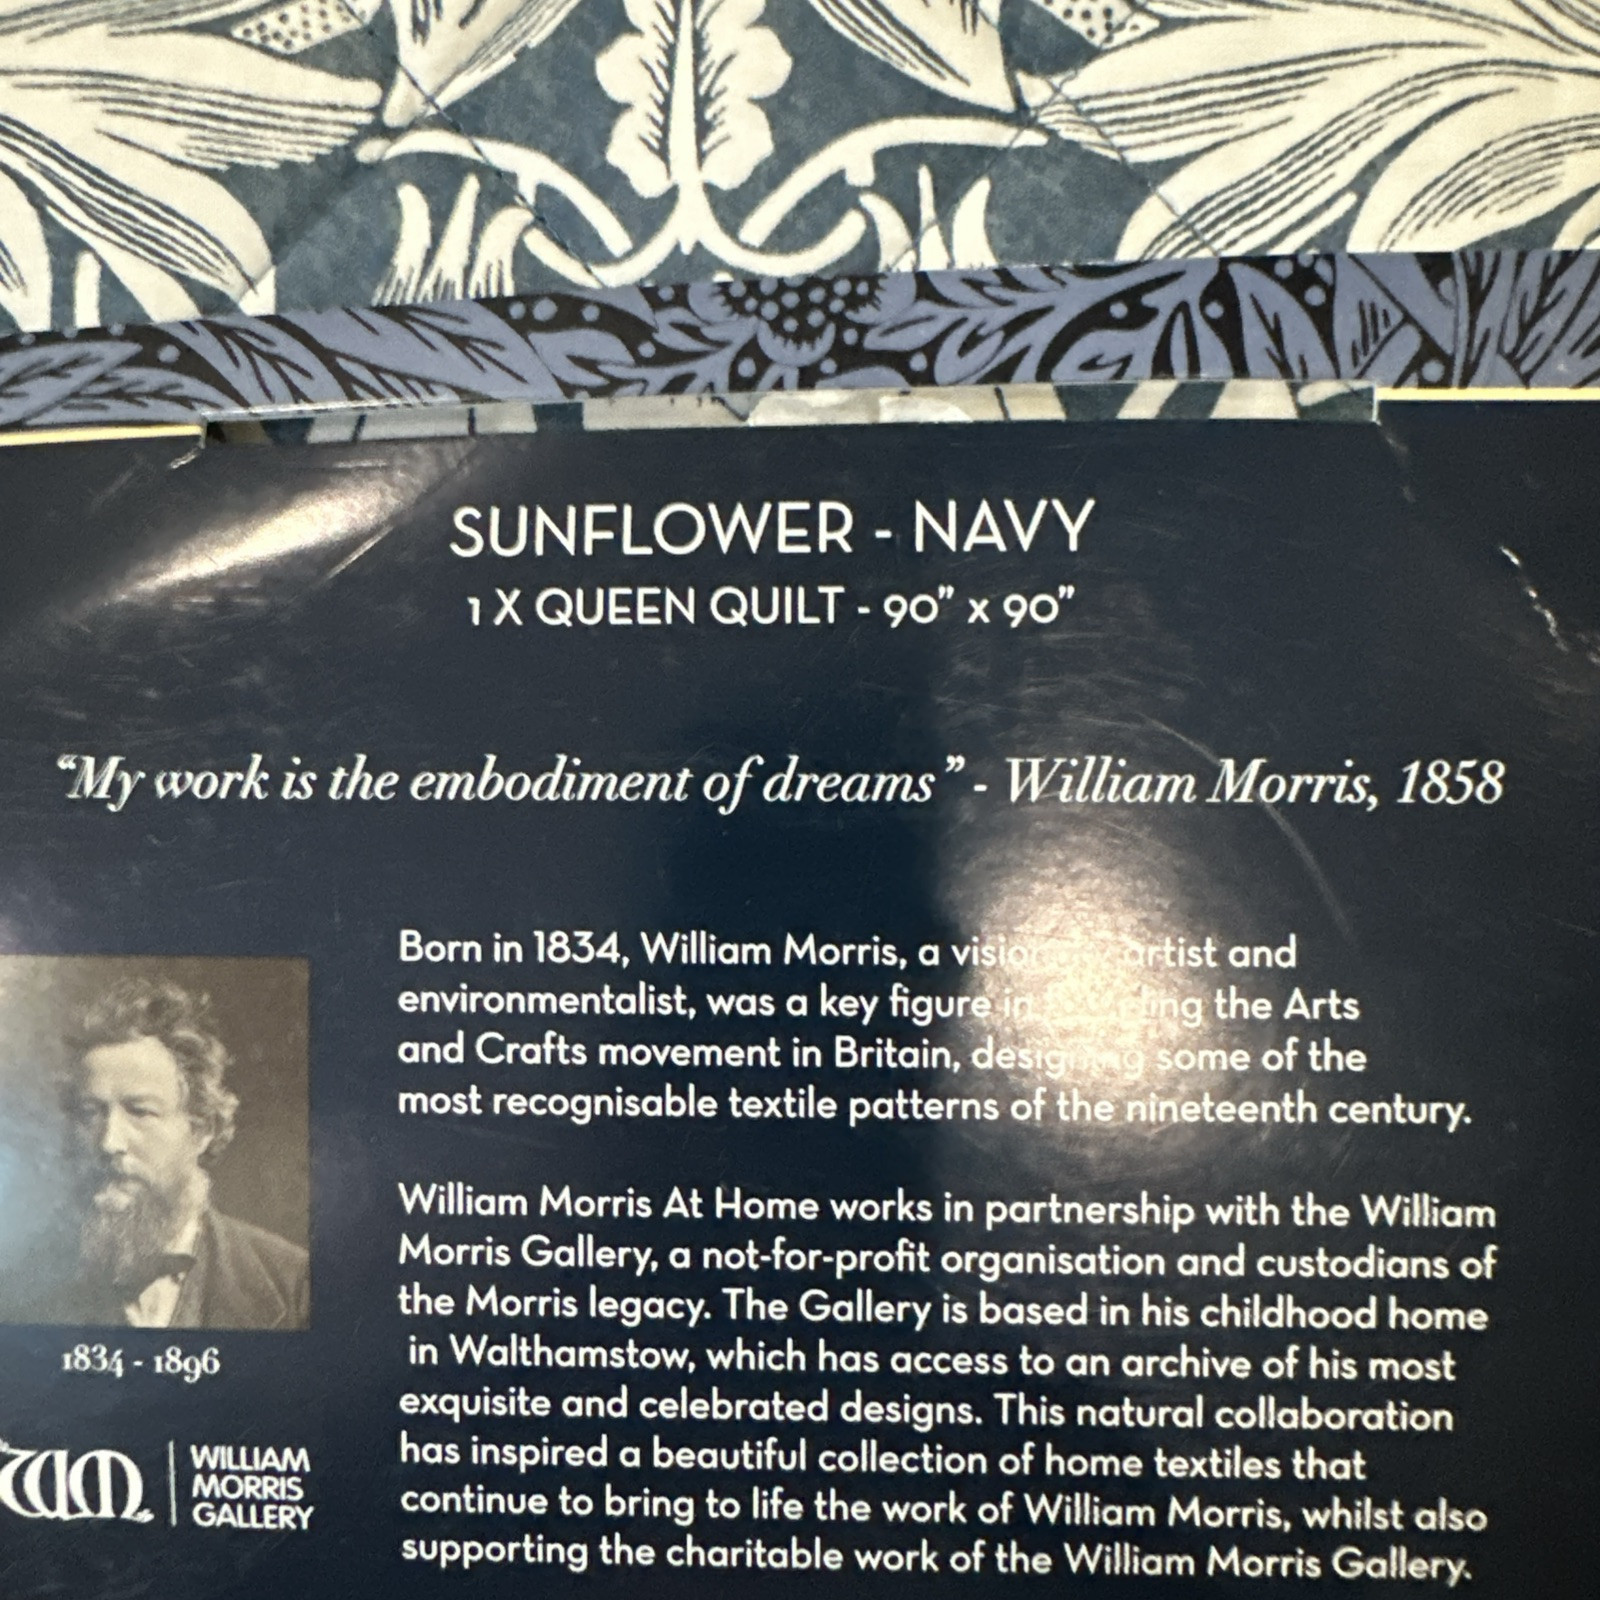 SUNFLOWER - NAVY
1 X QUEEN QUILT - 90” x 90”
“My work is the embodiment of dreams” - William Morris, 1858
Born in 1834, William Morris, a visionary artist and
environmentalist, was a key figure in the Arts
and Crafts movement in Britain, designing some of the
most recognisable textile patterns of the nineteenth century.
William Morris At Home works in partnership with the William
Morris Gallery, a not-for-profit organisation and custodians of
the Morris legacy. The Gallery is based in his childhood home
in Walthamstow, which has access to an archive of his most
exquisite and celebrated designs. This natural collaboration
has inspired a beautiful collection of home textiles that
continue to bring to life the work of William Morris, whilst also
supporting the charitable work of the William Morris Gallery.
1834 - 1896
WM
WILLIAM
MORRIS
GALLERY